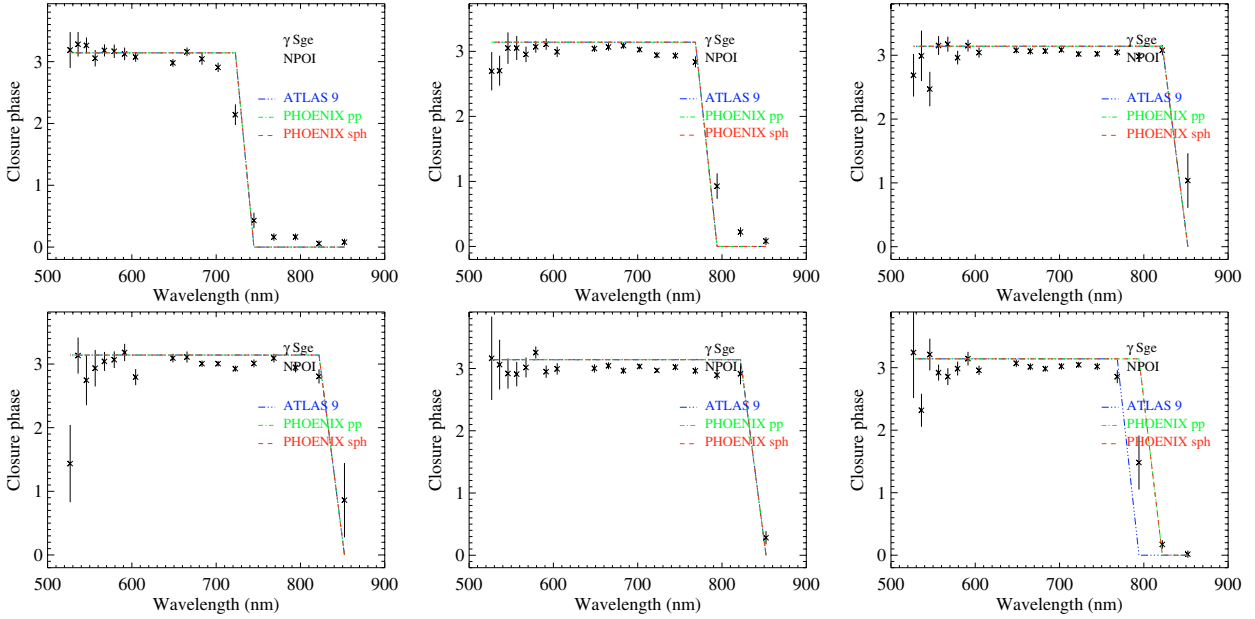 γ Sge
NPOI
ATLAS 9
PHOENIX pp
PHOENIX sph
Closure phase
3
2
1
0
500 600 700 800 900
Wavelength (nm)
γ Sge
NPOI
ATLAS 9
PHOENIX pp
PHOENIX sph
Closure phase
3
2
1
0
500 600 700 800 900
Wavelength (nm)
γ Sge
NPOI
ATLAS 9
PHOENIX pp
PHOENIX sph
Closure phase
3
2
1
0
500 600 700 800 900
Wavelength (nm)
γ Sge
NPOI
ATLAS 9
PHOENIX pp
PHOENIX sph
Closure phase
3
2
1
0
500 600 700 800 900
Wavelength (nm)
γ Sge
NPOI
ATLAS 9
PHOENIX pp
PHOENIX sph
Closure phase
3
2
1
0
500 600 700 800 900
Wavelength (nm)
γ Sge
NPOI
ATLAS 9
PHOENIX pp
PHOENIX sph
Closure phase
3
2
1
0
500 600 700 800 900
Wavelength (nm)